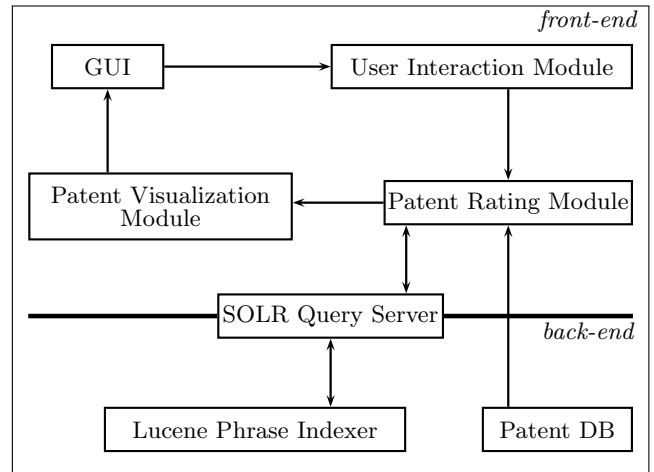 front-end
GUI
User Interaction Module
Patent Visualization
Module
Patent Rating Module
SOLR Query Server
back-end
Lucene Phrase Indexer
Patent DB